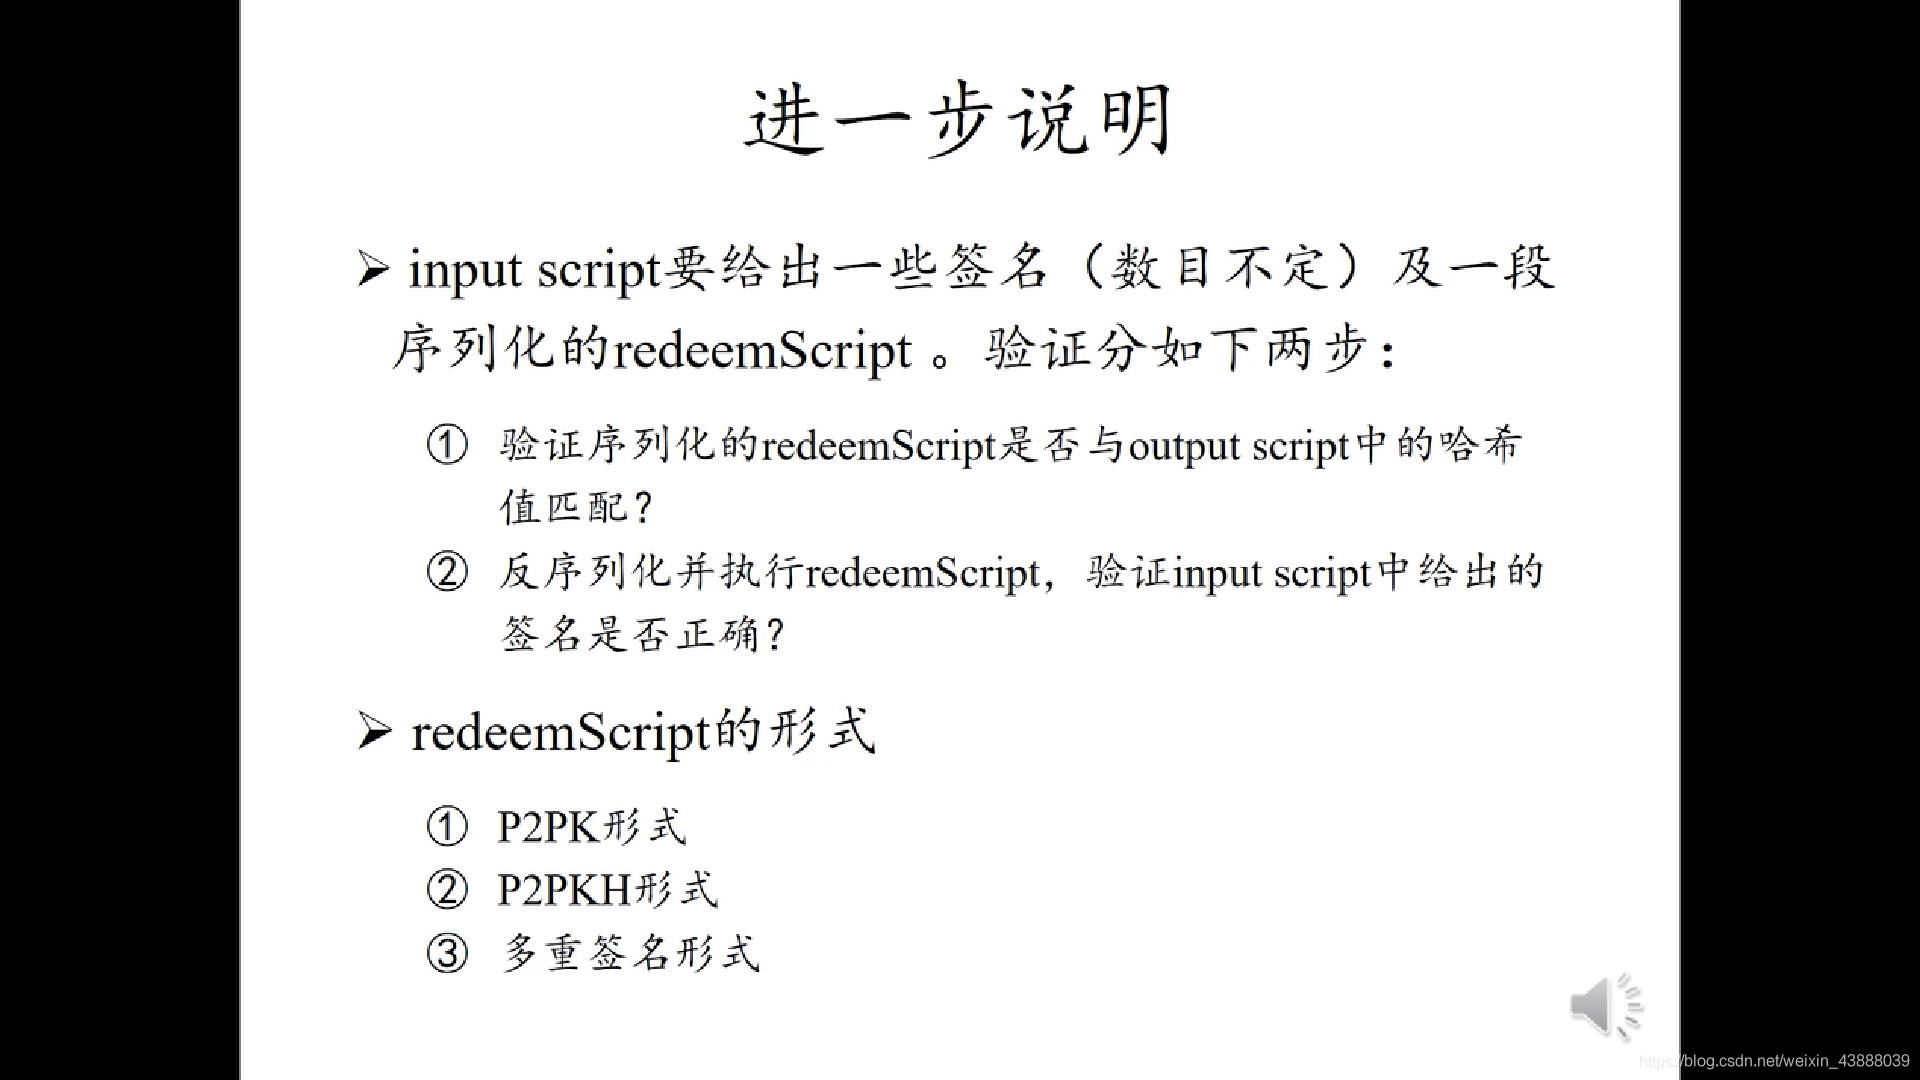 进一步说明
➢ input script要给出一些签名（数目不定）及一段
序列化的redeemScript 。验证分如下两步：
① 验证序列化的redeemScript是否与output script中的哈希
值匹配？
② 反序列化并执行redeemScript，验证input script中给出的
签名是否正确？
➢ redeemScript的形式
① P2PK形式
② P2PKH形式
③ 多重签名形式
https://blog.csdn.net/weixin_43888039